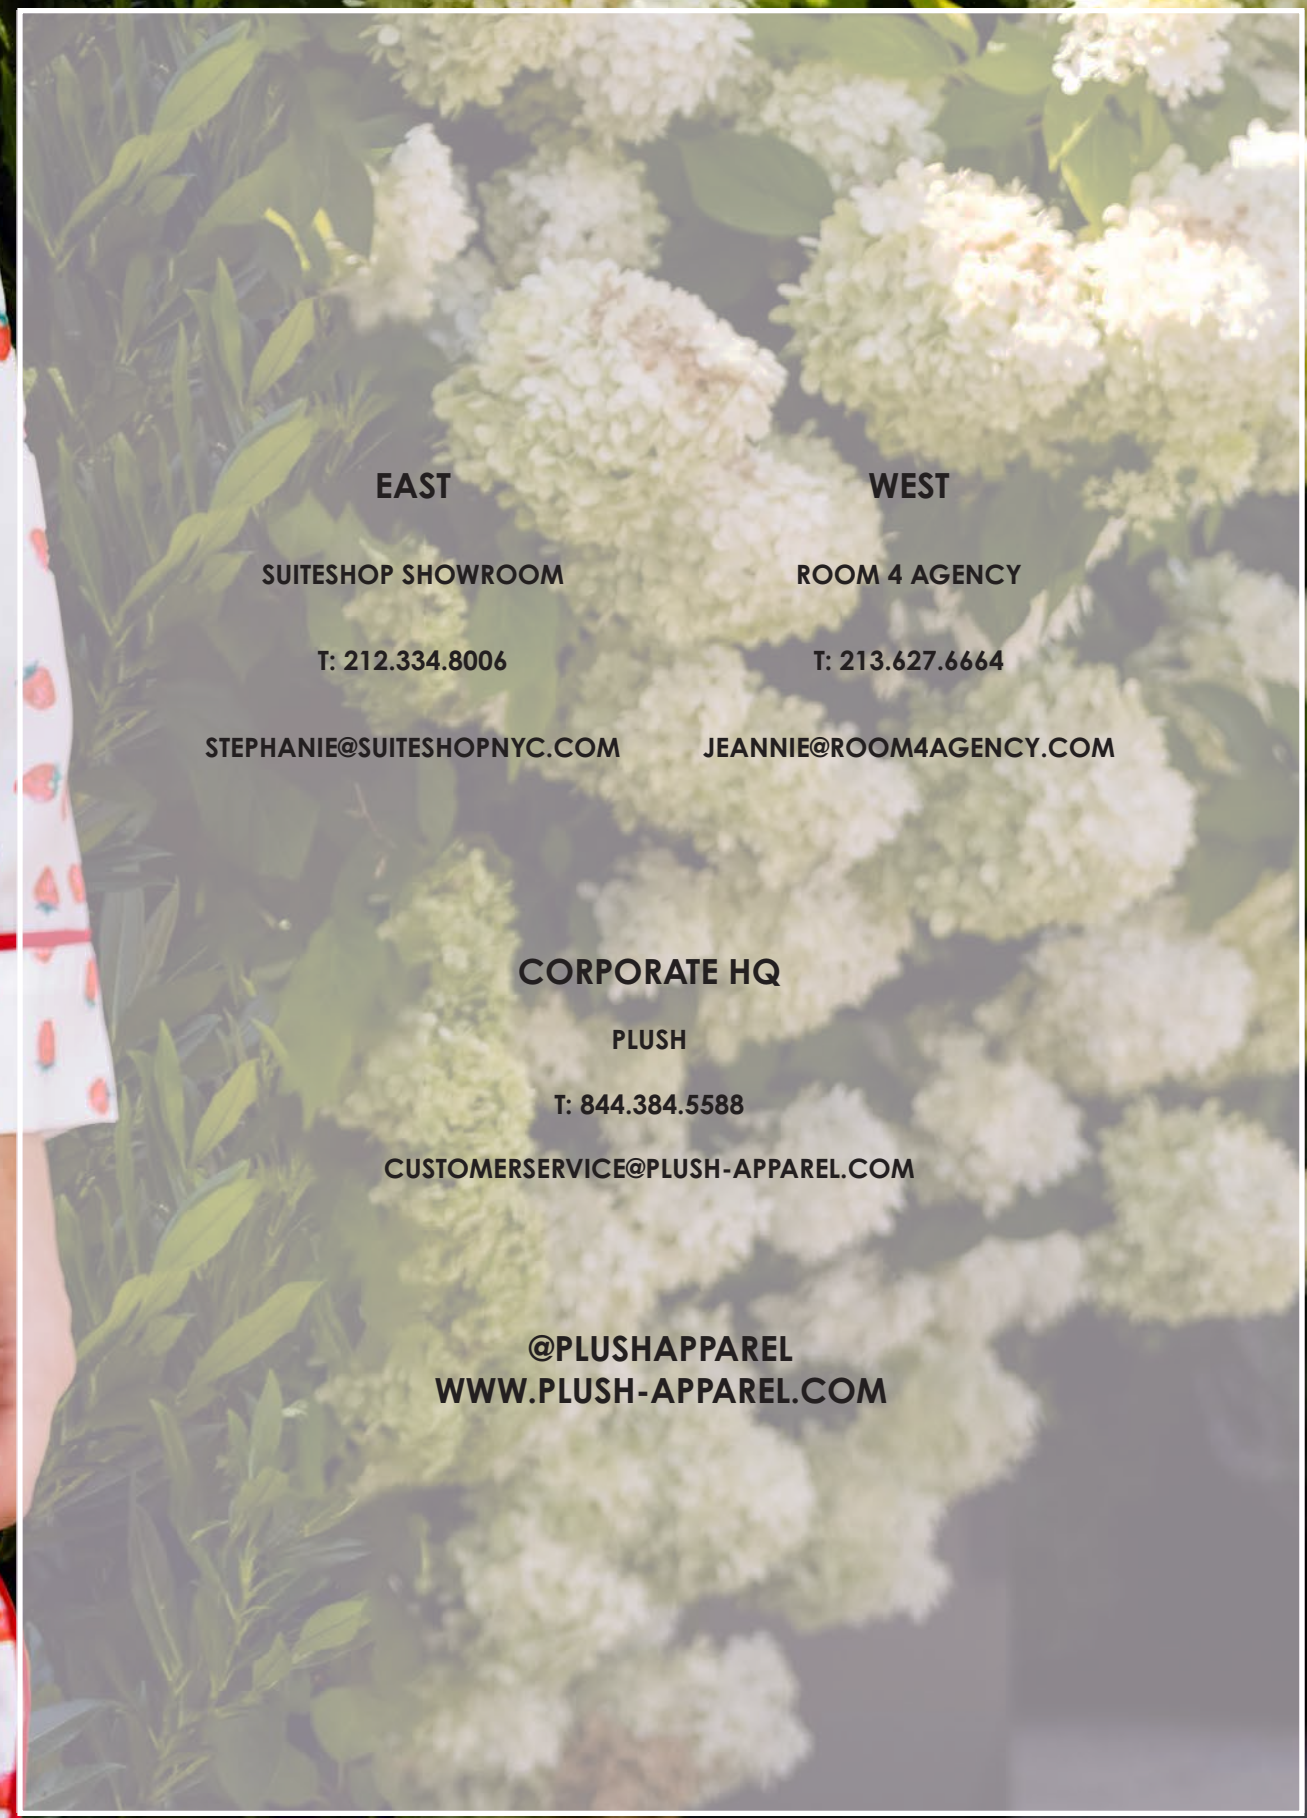 EAST
SUITESHOP SHOWROOM
T: 212.334.8006
STEPHANIE@SUITESHOPNYC.COM
WEST
ROOM 4 AGENCY
T: 213.627.6664
JEANNIE@ROOM4AGENCY.COM
CORPORATE HQ
PLUSH
T: 844.384.5588
CUSTOMERSERVICE@PLUSH-APPAREL.COM
@PLUSHAPPAREL
WWW.PLUSH-APPAREL.COM